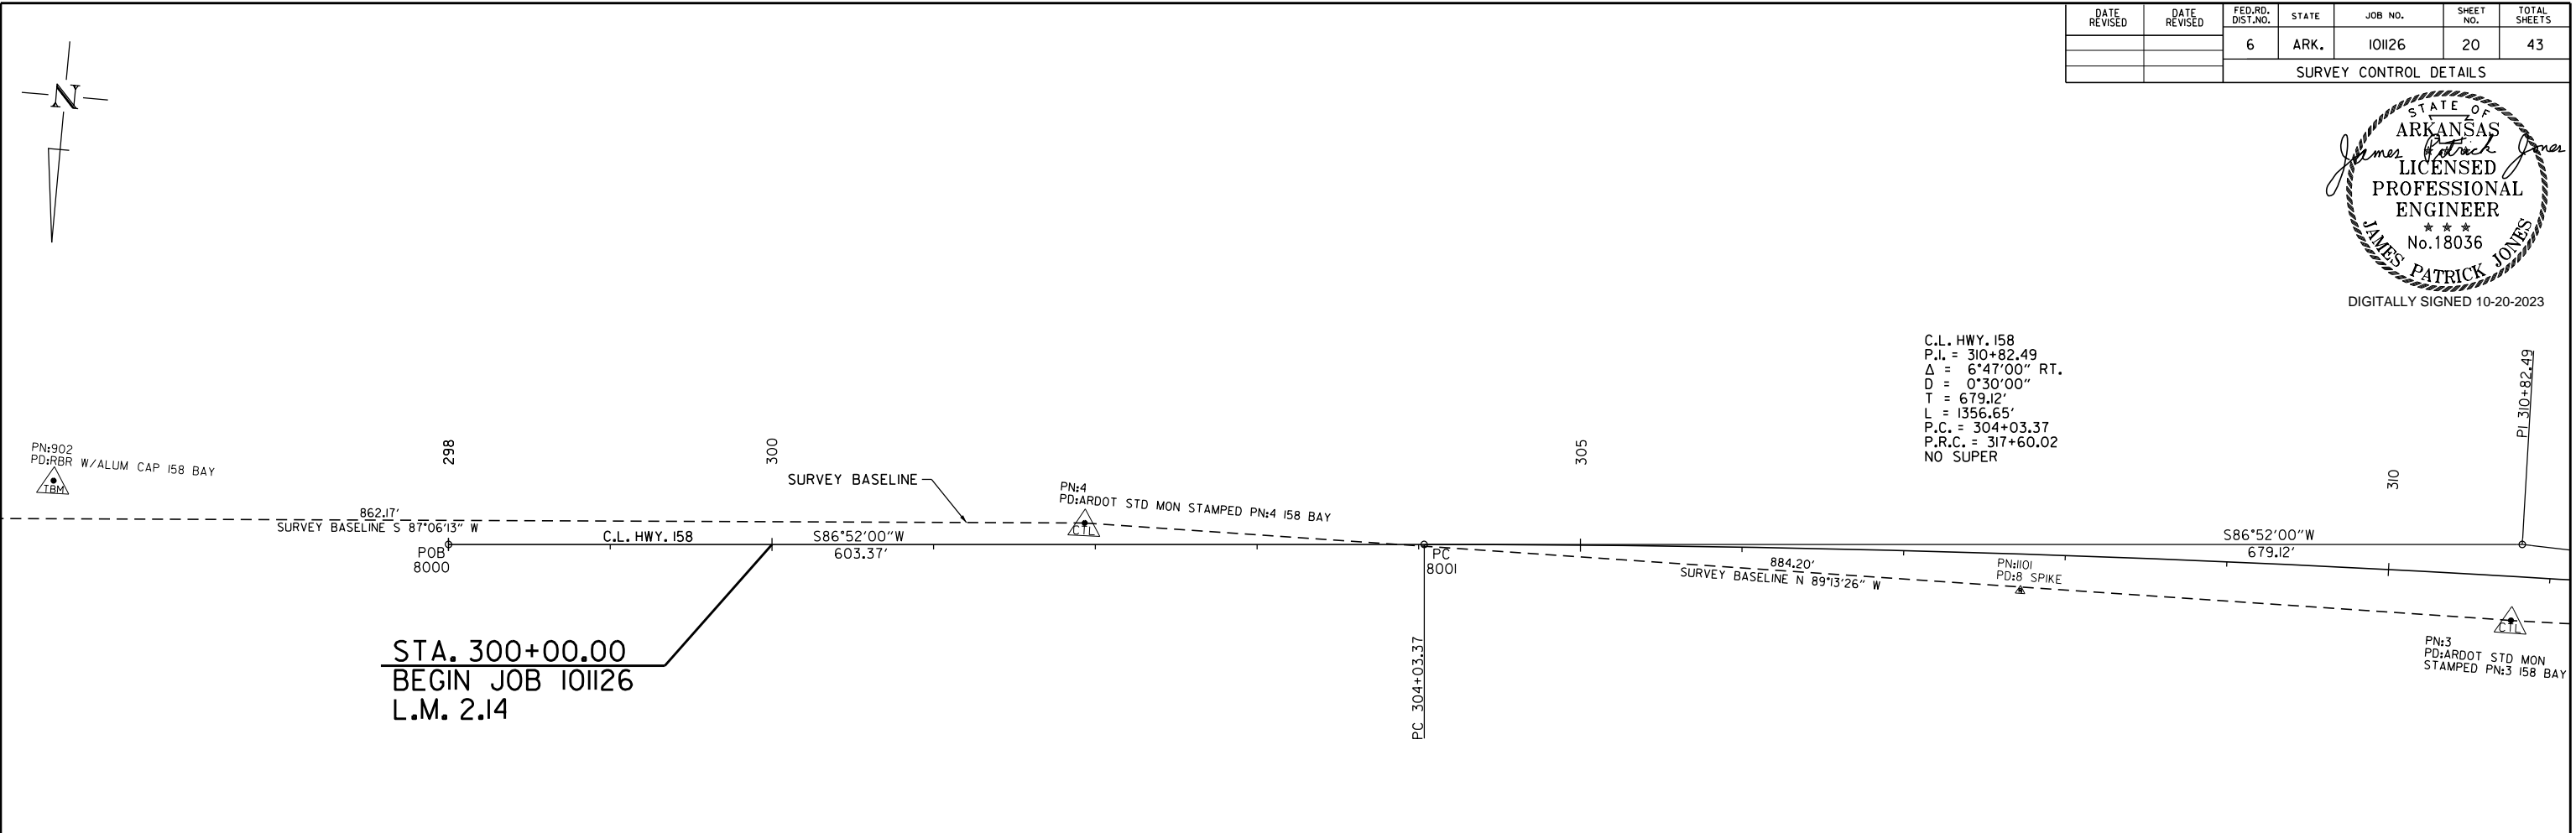 DATE REVISED
DATE REVISED
FED.RD. DIST.NO.
STATE
JOB NO.
SHEET NO.
TOTAL SHEETS
6
ARK.
101126
20
43
SURVEY CONTROL DETAILS
N
STATE OF
ARKANSAS
James Patrick Jones
LICENSED
PROFESSIONAL
ENGINEER
No.18036
JAMES PATRICK JONES
DIGITALLY SIGNED 10-20-2023
C.L. HWY. 158
P.I. = 310+82.49
Δ = 6°47'00" RT.
D = 0°30'00"
T = 679.12'
L = 1356.65'
P.C. = 304+03.37
P.R.C. = 317+60.02
NO SUPER
PI 310+82.49
PN:902
PD:RBR W/ALUM CAP 158 BAY
TBM
298
300
305
310
SURVEY BASELINE
PN:4
PD:ARDOT STD MON STAMPED PN:4 158 BAY
CTL
862.17'
SURVEY BASELINE S 87°06'13" W
C.L. HWY. 158
S86°52'00"W
603.37'
POB
8000
PC
8001
884.20'
SURVEY BASELINE N 89°13'26" W
PN:1101
PD:8 SPIKE
S86°52'00"W
679.12'
CTL
PN:3
PD:ARDOT STD MON
STAMPED PN:3 158 BAY
PC 304+03.37
STA. 300+00.00
BEGIN JOB 101126
L.M. 2.14